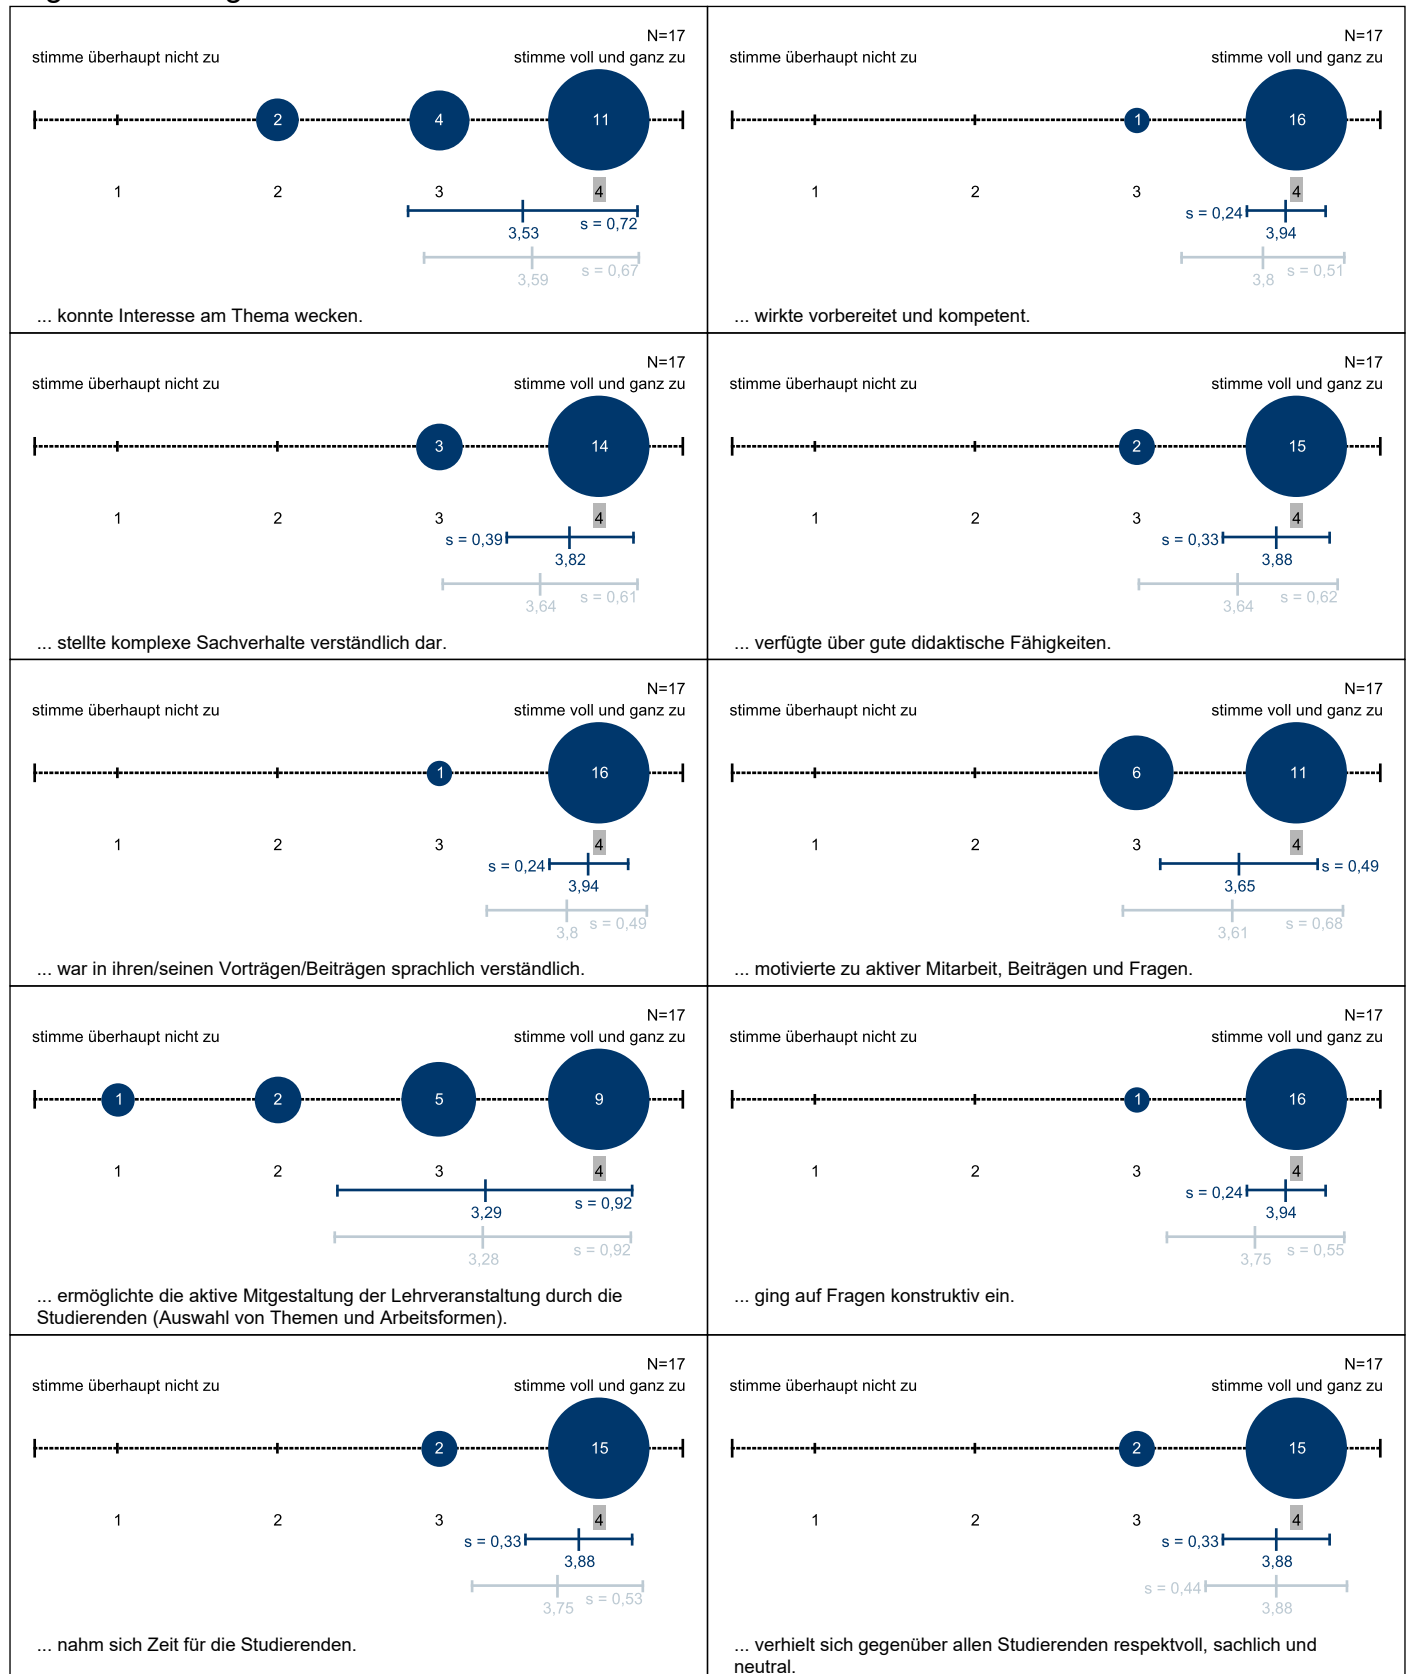 N=17
stimme überhaupt nicht zu stimme voll und ganz zu
2 4 11
1 2 3 4
s = 0,72
3,53
s = 0,67
3,59
... konnte Interesse am Thema wecken.
N=17
stimme überhaupt nicht zu stimme voll und ganz zu
1 16
1 2 3 4
s = 0,24
3,94
s = 0,51
3,8
... wirkte vorbereitet und kompetent.
N=17
stimme überhaupt nicht zu stimme voll und ganz zu
3 14
1 2 3 4
s = 0,39
3,82
s = 0,61
3,64
... stellte komplexe Sachverhalte verständlich dar.
N=17
stimme überhaupt nicht zu stimme voll und ganz zu
2 15
1 2 3 4
s = 0,33
3,88
s = 0,62
3,64
... verfügte über gute didaktische Fähigkeiten.
N=17
stimme überhaupt nicht zu stimme voll und ganz zu
1 16
1 2 3 4
s = 0,24
3,94
s = 0,49
3,8
... war in ihren/seinen Vorträgen/Beiträgen sprachlich verständlich.
N=17
stimme überhaupt nicht zu stimme voll und ganz zu
6 11
1 2 3 4
s = 0,49
3,65
s = 0,68
3,61
... motivierte zu aktiver Mitarbeit, Beiträgen und Fragen.
N=17
stimme überhaupt nicht zu stimme voll und ganz zu
1 2 5 9
1 2 3 4
s = 0,92
3,29
s = 0,92
3,28
... ermöglichte die aktive Mitgestaltung der Lehrveranstaltung durch die
Studierenden (Auswahl von Themen und Arbeitsformen).
N=17
stimme überhaupt nicht zu stimme voll und ganz zu
1 16
1 2 3 4
s = 0,24
3,94
s = 0,55
3,75
... ging auf Fragen konstruktiv ein.
N=17
stimme überhaupt nicht zu stimme voll und ganz zu
2 15
1 2 3 4
s = 0,33
3,88
s = 0,53
3,75
... nahm sich Zeit für die Studierenden.
N=17
stimme überhaupt nicht zu stimme voll und ganz zu
2 15
1 2 3 4
s = 0,33
3,88
s = 0,44
3,88
... verhielt sich gegenüber allen Studierenden respektvoll, sachlich und
neutral.